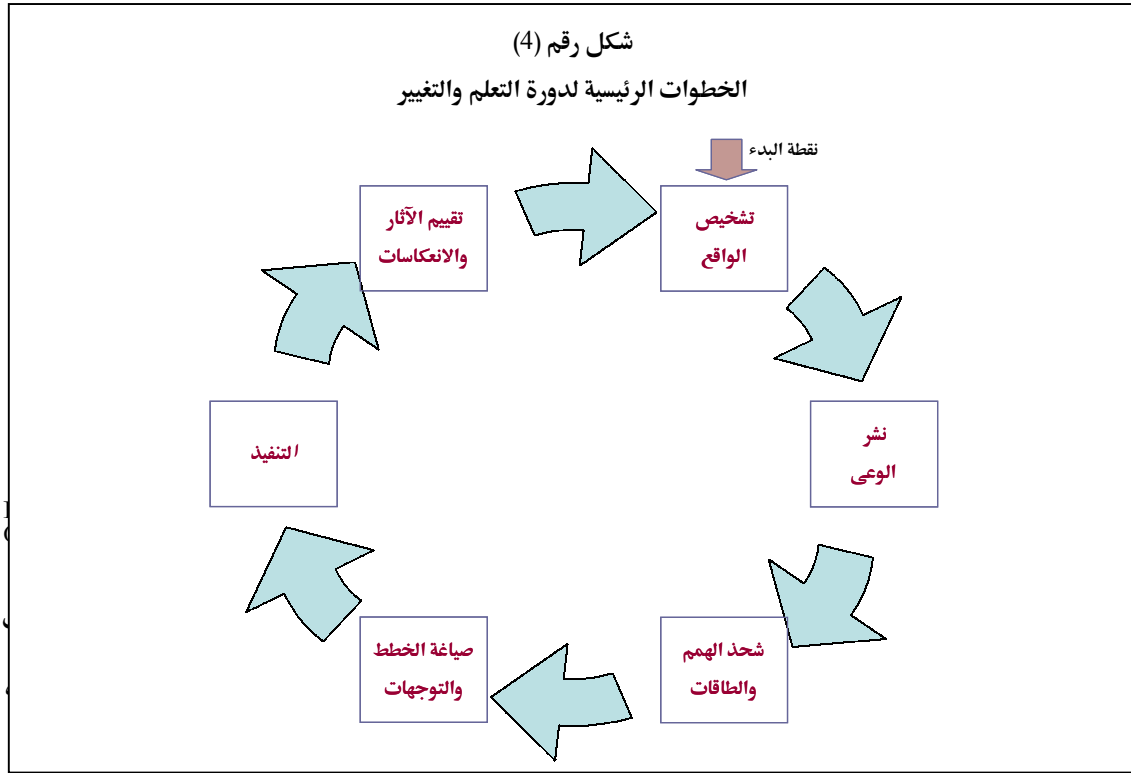 شكل رقم (4)
الخطوات الرئيسية لدورة التعلم والتغيير
نقطة البدء
تشخيص
الواقع
نشر
الوعى
شحذ الهمم
والطاقات
صياغة الخطط
والتوجهات
التنفيذ
تقييم الآثار
والانعكاسات